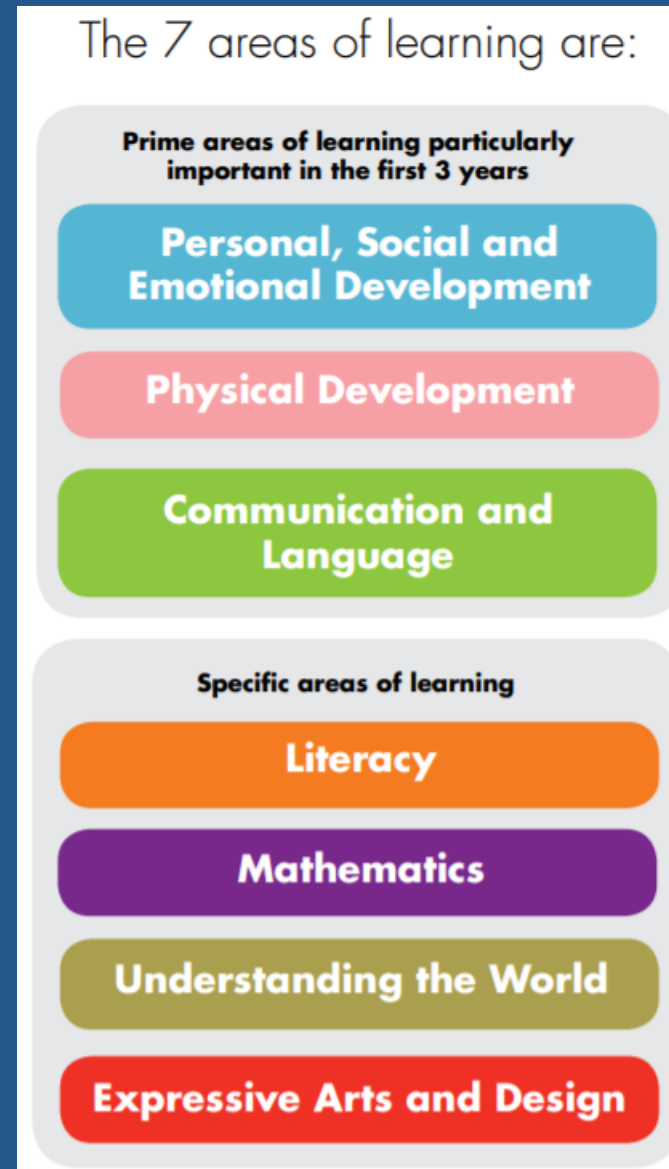 The 7 areas of learning are:
Prime areas of learning particularly
important in the first 3 years
Personal, Social and
Emotional Development
Physical Development
Communication and
Language
Specific areas of learning
Literacy
Mathematics
Understanding the World
Expressive Arts and Design